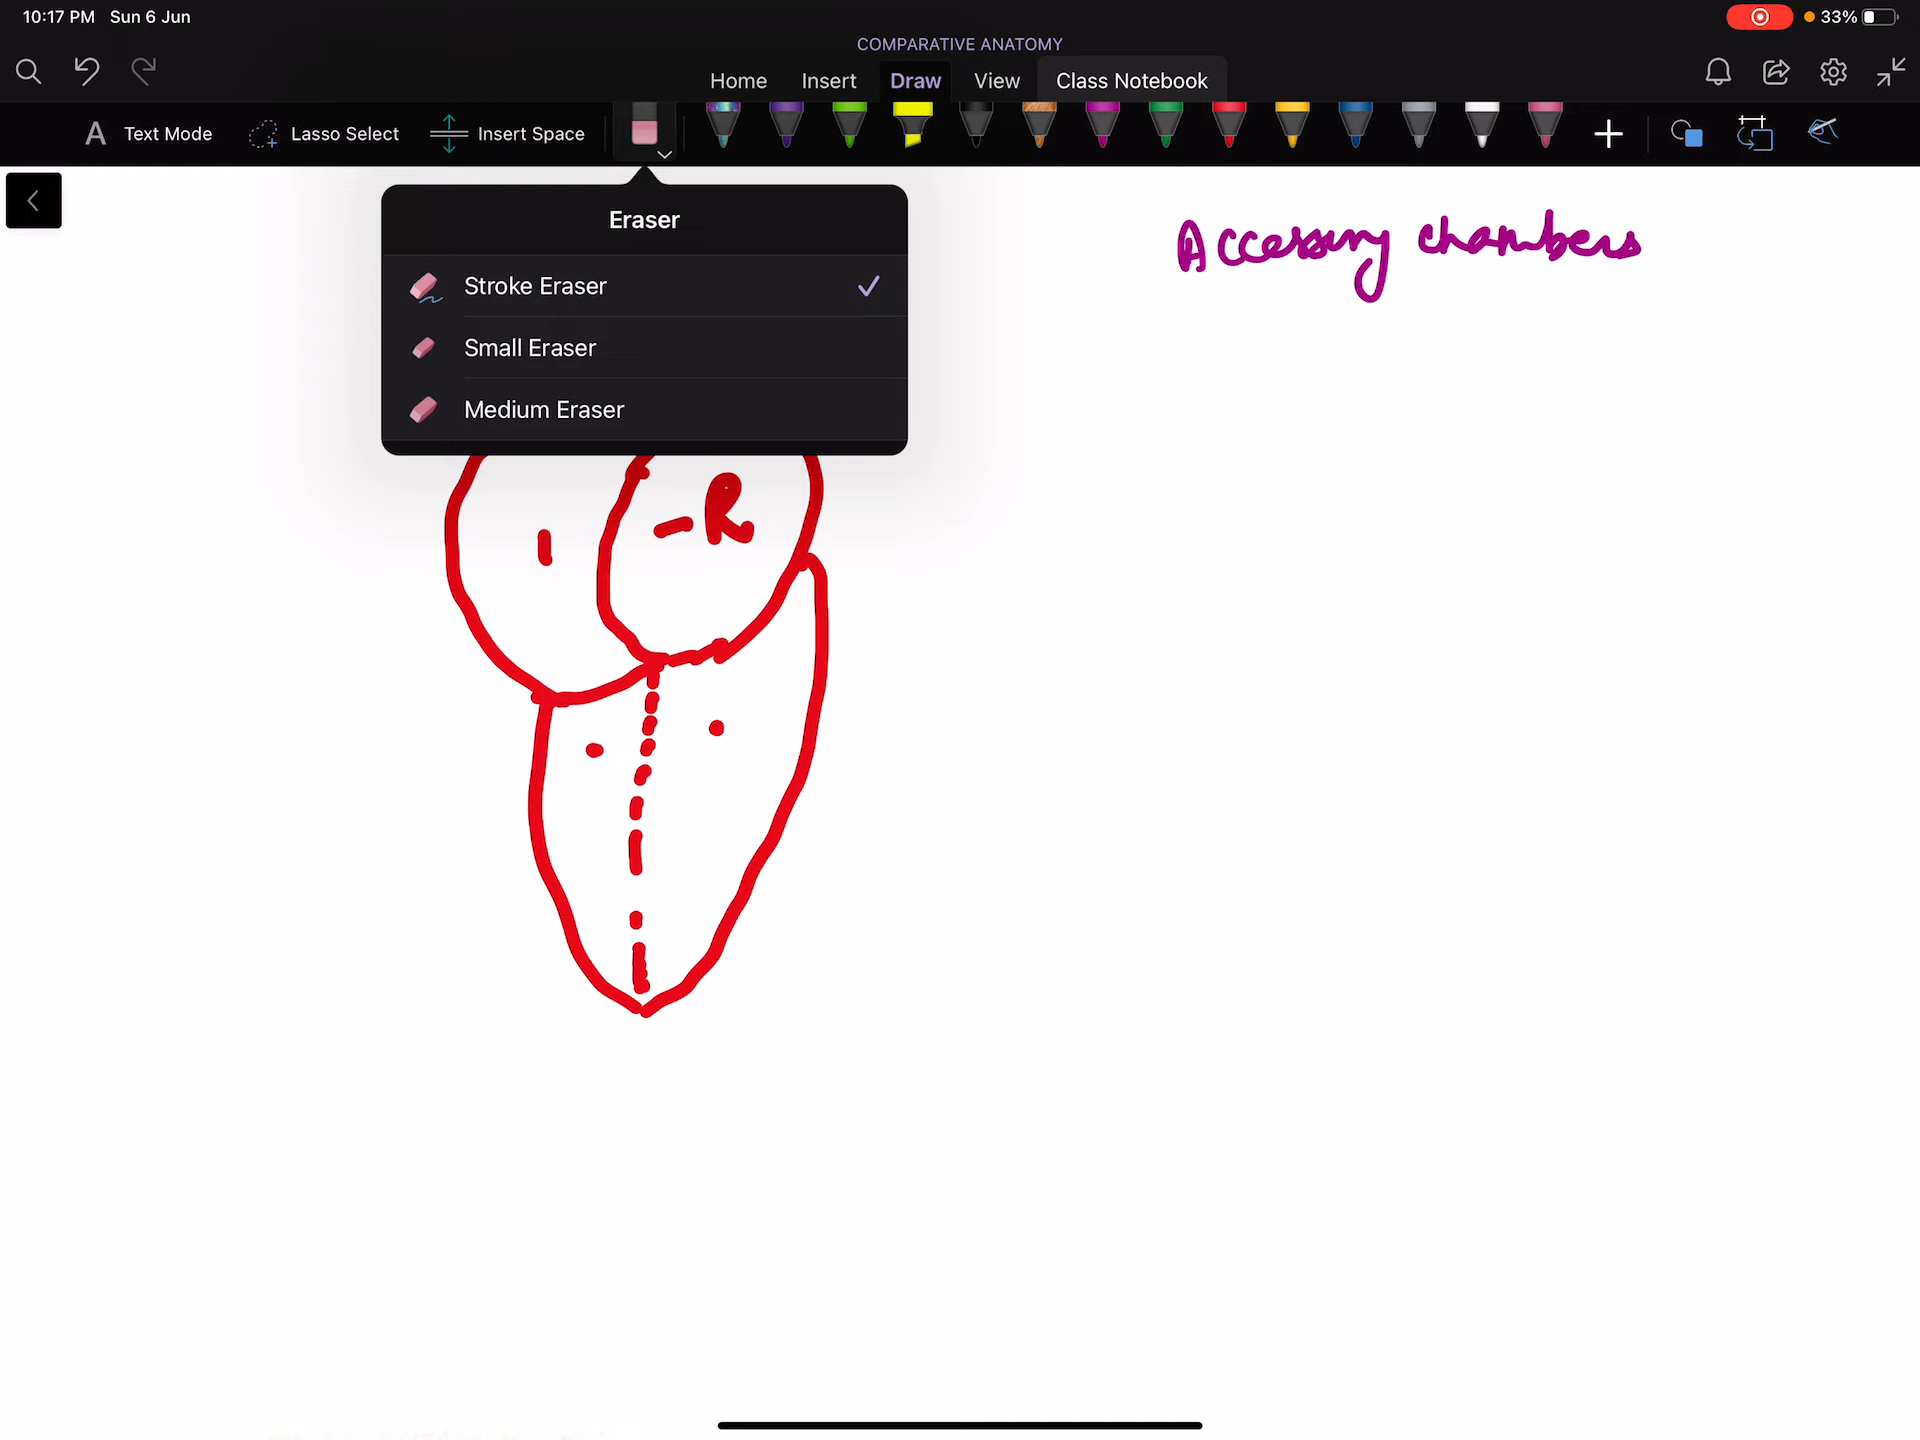 10:17 PM Sun 6 Jun 33%
COMPARATIVE ANATOMY
Home Insert Draw View Class Notebook
A Text Mode Lasso Select Insert Space
Eraser
Stroke Eraser
Small Eraser
Medium Eraser
Accessory chambers
R